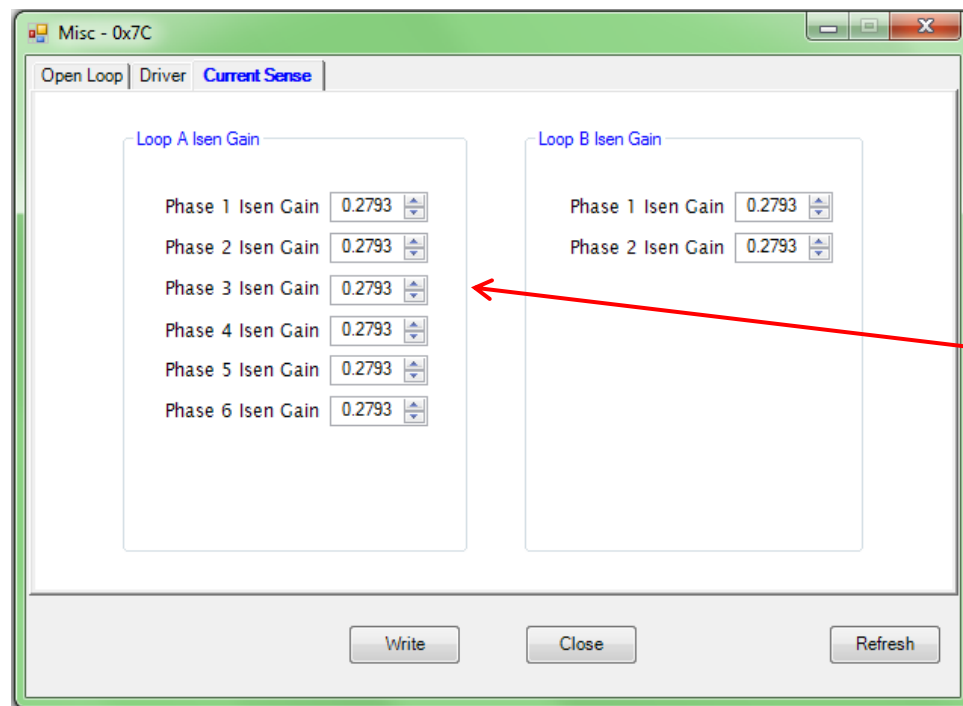 Misc - 0x7C
Open Loop Driver Current Sense
Loop A Isen Gain
Phase 1 Isen Gain 0.2793
Phase 2 Isen Gain 0.2793
Phase 3 Isen Gain 0.2793
Phase 4 Isen Gain 0.2793
Phase 5 Isen Gain 0.2793
Phase 6 Isen Gain 0.2793
Loop B Isen Gain
Phase 1 Isen Gain 0.2793
Phase 2 Isen Gain 0.2793
Write Close Refresh